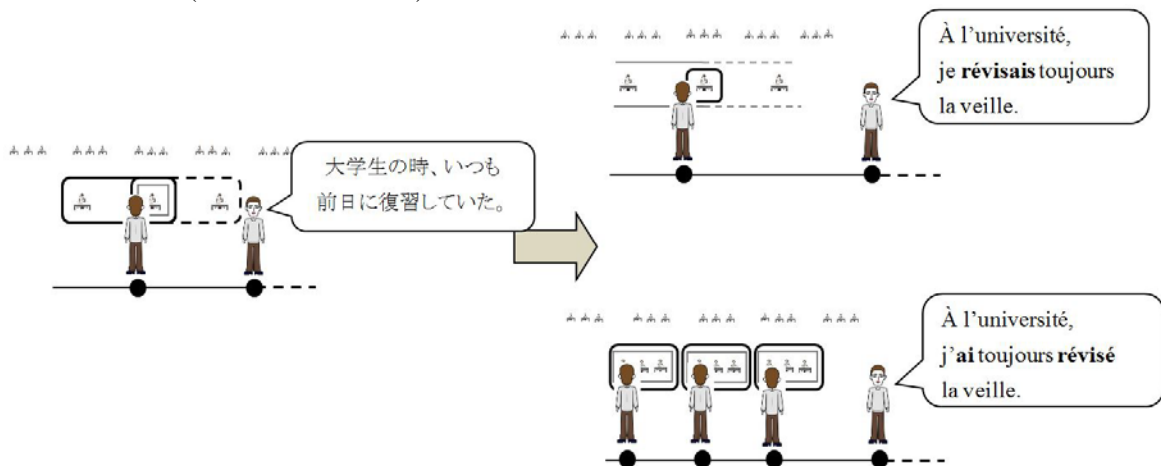 大学生の時、いつも
前日に復習していた。
À l’université,
je révisais toujours
la veille.
À l’université,
j’ai toujours révisé
la veille.